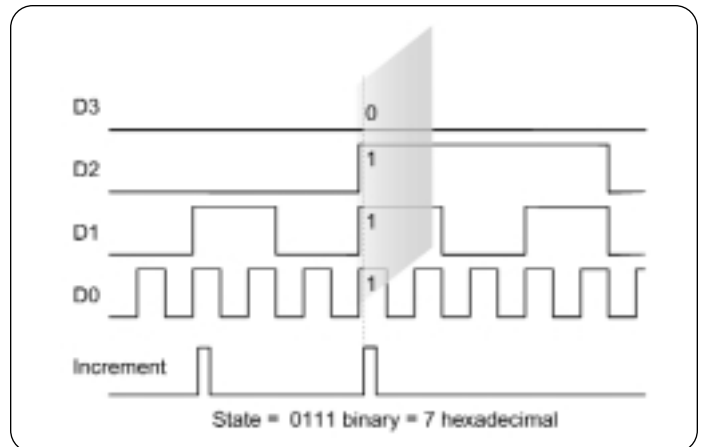 D3
0
D2
1
D1
1
D0
1
Increment
State = 0111 binary = 7 hexadecimal